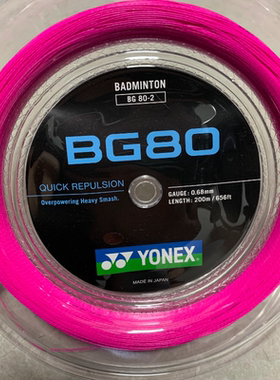 BADMINTON
BG 80-2
BG80
QUICK REPULSION
Overpowering Heavy Smash.
GAUGE: 0.68mm
LENGTH: 200m / 656ft
YONEX
MADE IN JAPAN